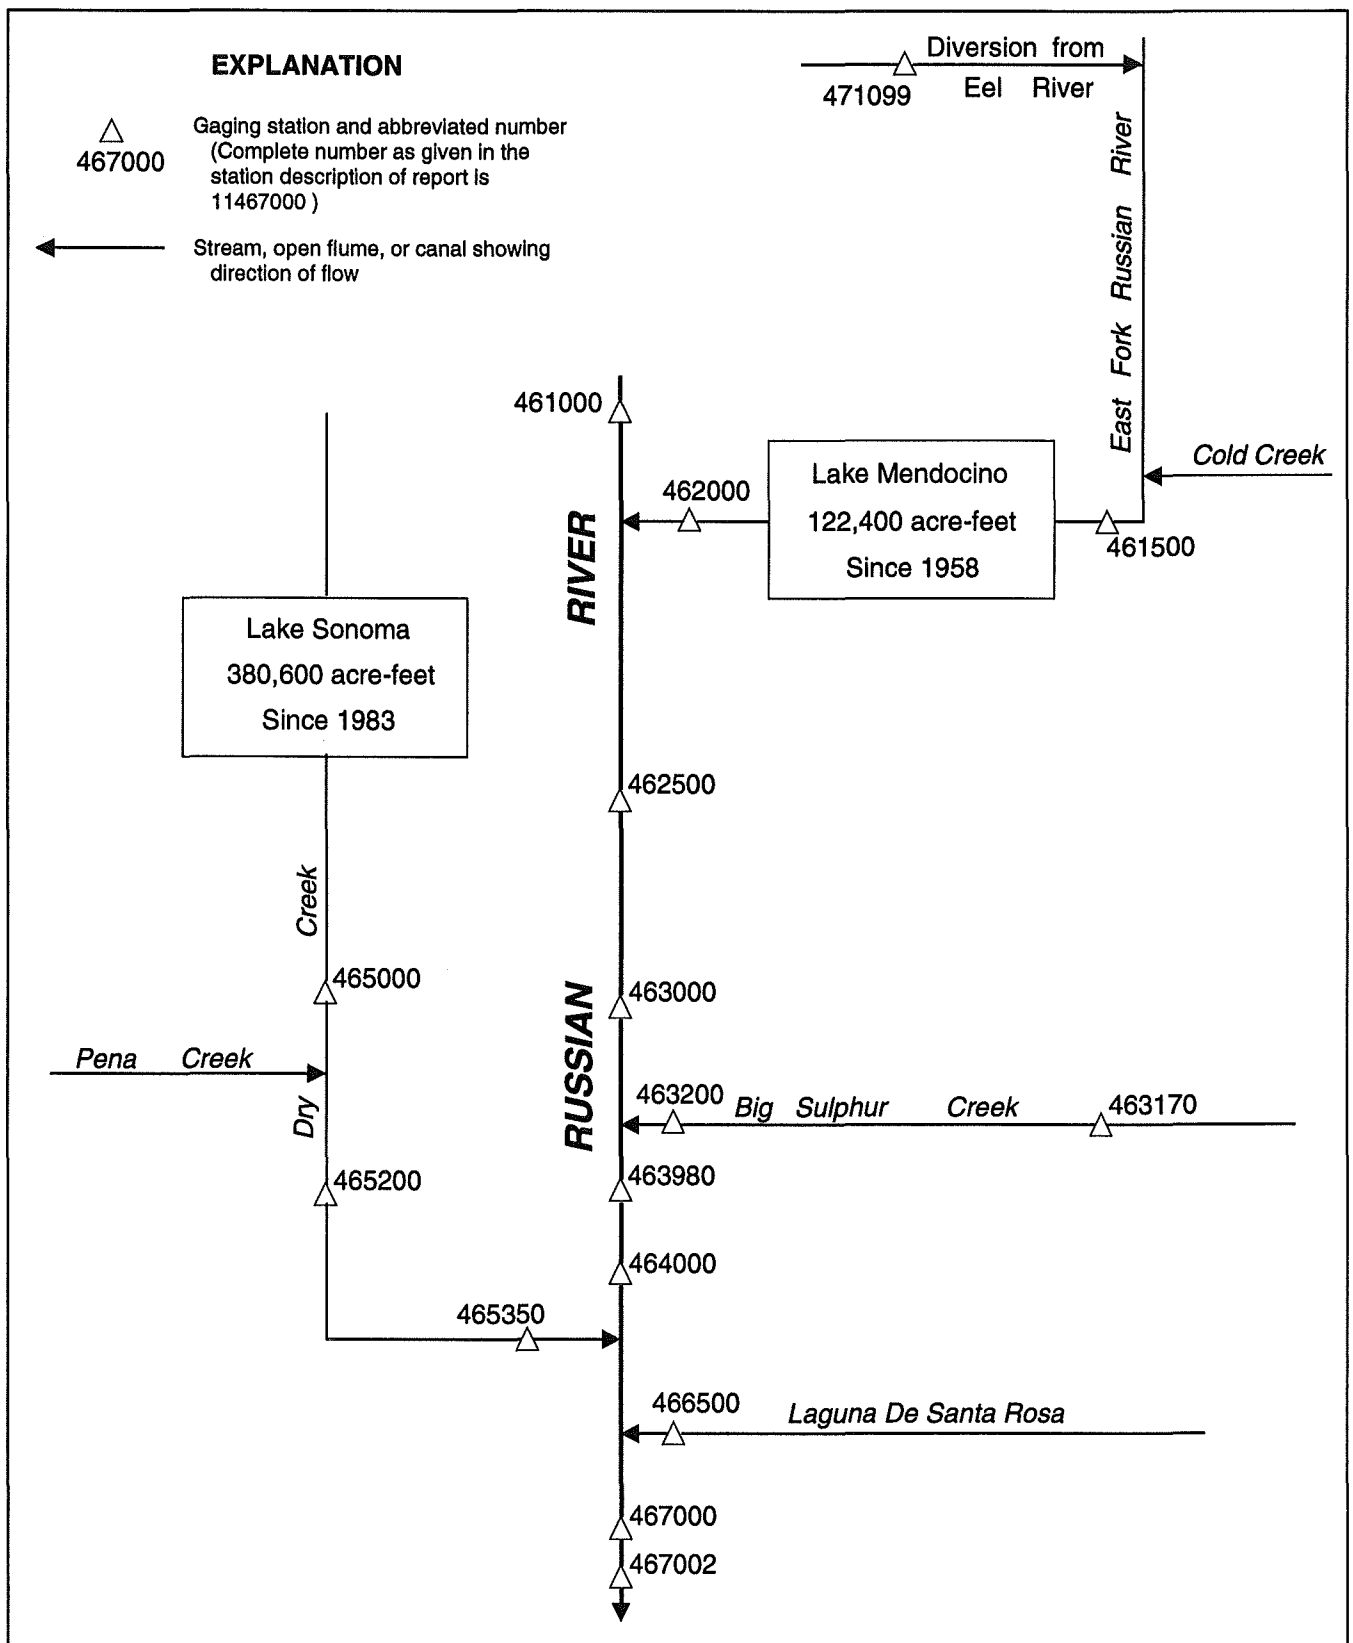 EXPLANATION
467000
Gaging station and abbreviated number
(Complete number as given in the
station description of report is
11467000 )
Stream, open flume, or canal showing
direction of flow
Diversion from
Eel River
471099
East Fork Russian River
Cold Creek
461500
Lake Mendocino
122,400 acre-feet
Since 1958
462000
461000
RUSSIAN RIVER
Lake Sonoma
380,600 acre-feet
Since 1983
462500
Dry Creek
465000
463000
Pena Creek
463200
Big Sulphur Creek
463170
465200
463980
464000
465350
466500
Laguna De Santa Rosa
467000
467002